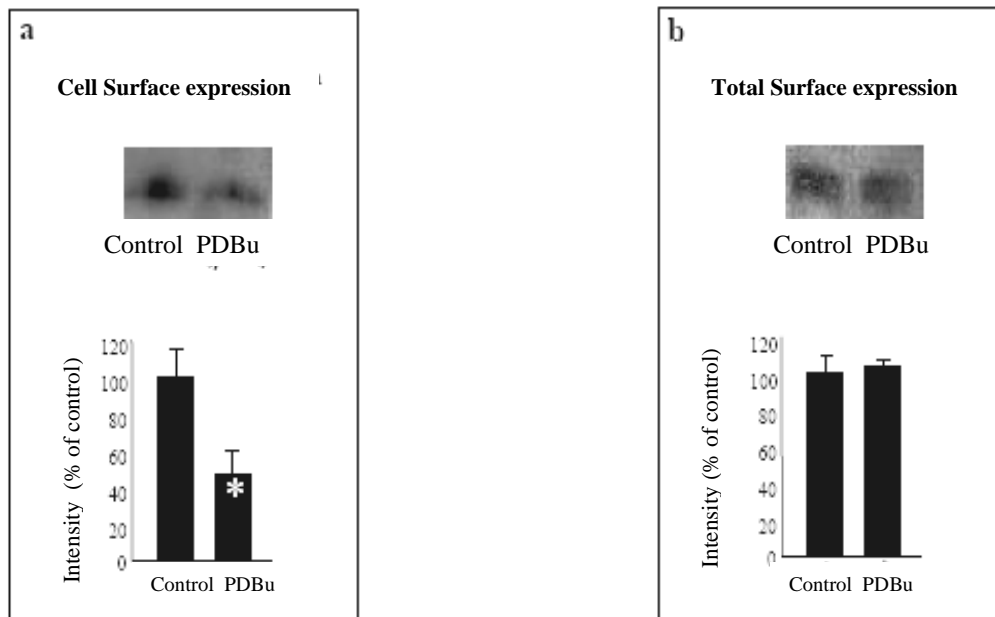 a
Cell Surface expression
Control PDBu
Intensity (% of control)
120
100
80
60
40
20
0
*
Control PDBu
b
Total Surface expression
Control PDBu
Intensity (% of control)
120
100
80
60
40
20
0
Control PDBu